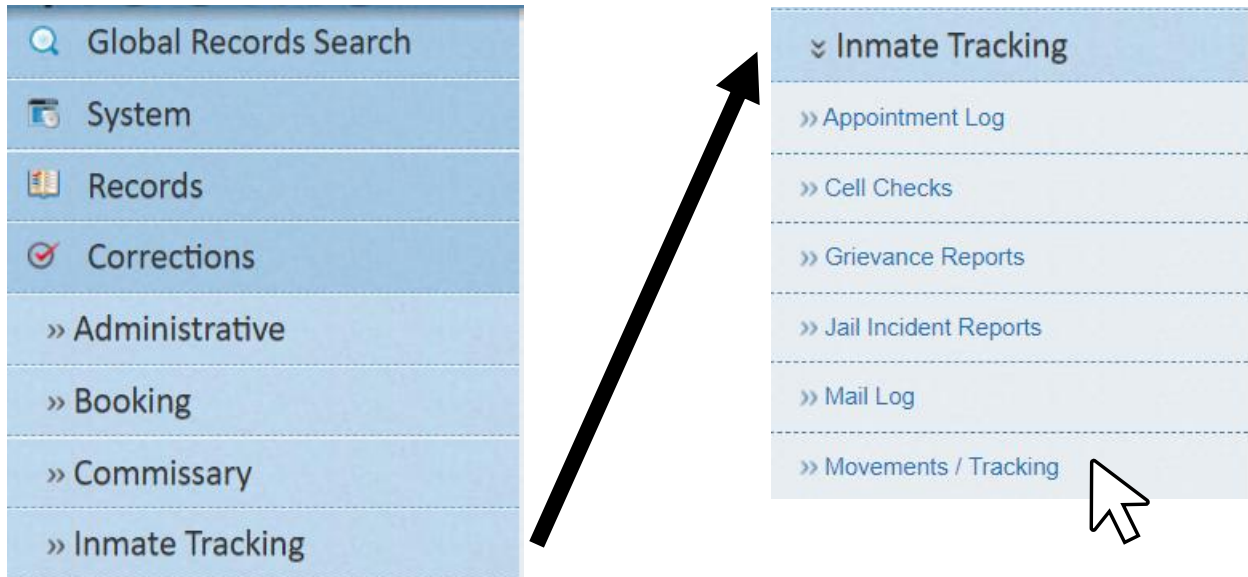 Global Records Search
System
Records
Corrections
» Administrative
» Booking
» Commissary
» Inmate Tracking
Inmate Tracking
» Appointment Log
» Cell Checks
» Grievance Reports
» Jail Incident Reports
» Mail Log
» Movements / Tracking